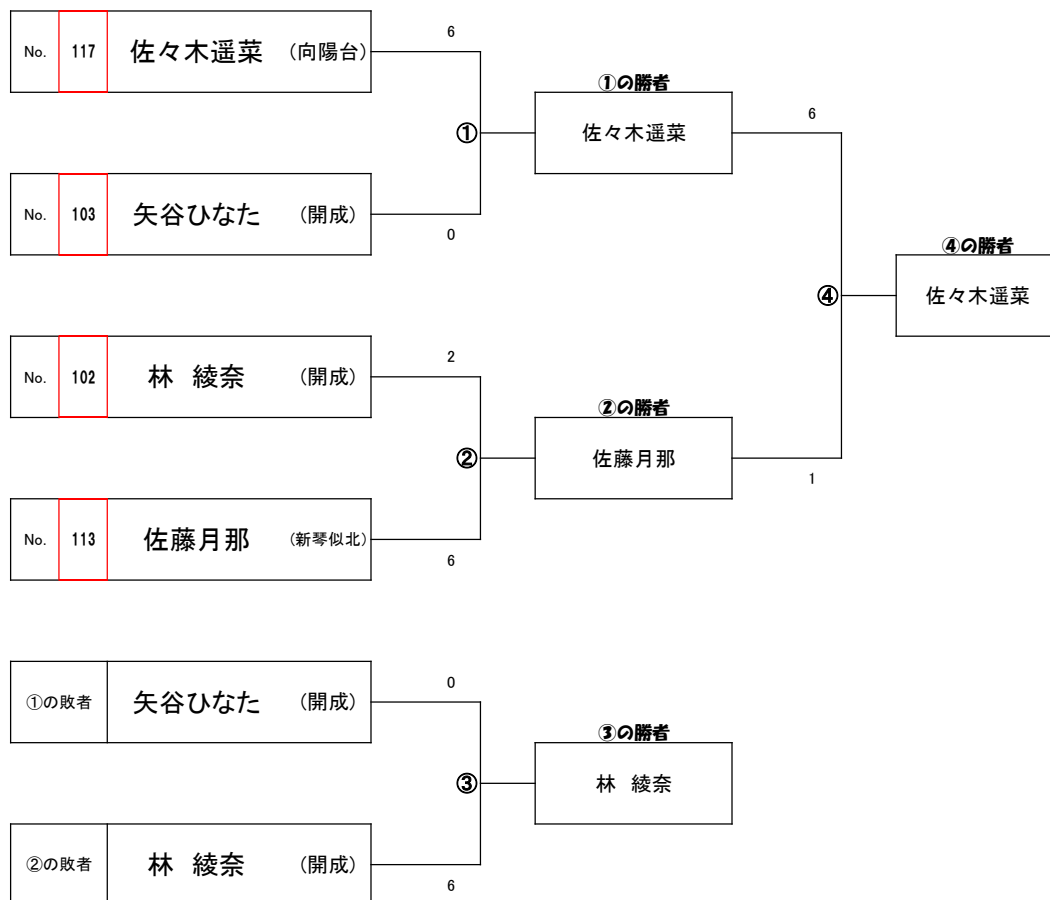 No. 117 佐々木遥菜 (向陽台)
6
①の勝者
佐々木遥菜
6
①
No. 103 矢谷ひなた (開成)
0
④の勝者
佐々木遥菜
④
No. 102 林 綾奈 (開成)
2
②の勝者
佐藤月那
1
②
No. 113 佐藤月那 (新琴似北)
6
①の敗者 矢谷ひなた (開成)
0
③の勝者
林 綾奈
③
②の敗者 林 綾奈 (開成)
6